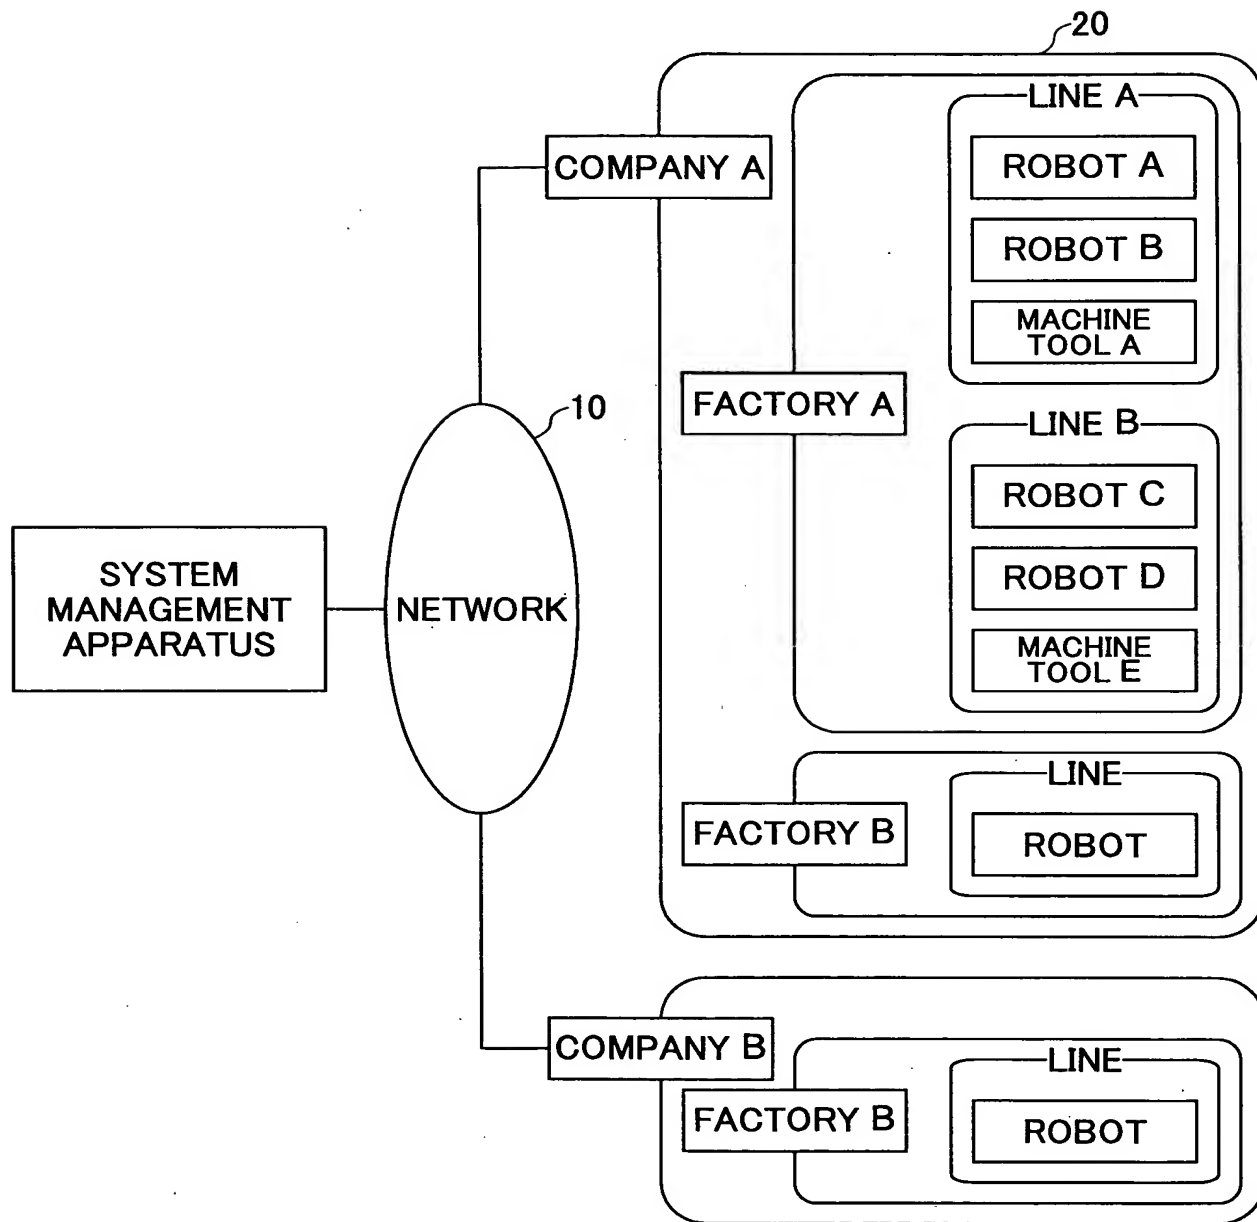 20
LINE A
COMPANY A
ROBOT A
ROBOT B
MACHINE
TOOL A
FACTORY A
10
LINE B
ROBOT C
SYSTEM
MANAGEMENT
APPARATUS
NETWORK
ROBOT D
MACHINE
TOOL E
LINE
FACTORY B
ROBOT
COMPANY B
LINE
FACTORY B
ROBOT